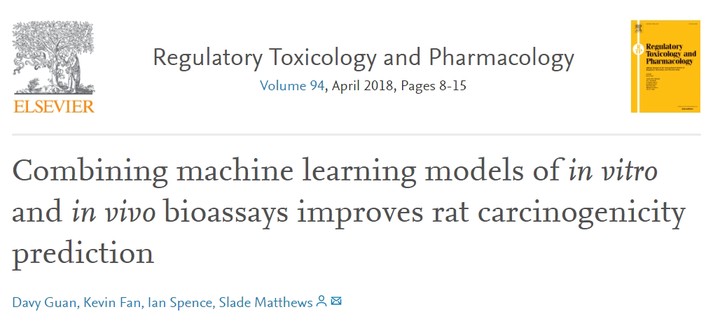 Regulatory Toxicology and Pharmacology
Volume 94, April 2018, Pages 8-15
ELSEVIER
Regulatory
Toxicology and
Pharmacology
Combining machine learning models of in vitro
and in vivo bioassays improves rat carcinogenicity
prediction
Davy Guan, Kevin Fan, Ian Spence, Slade Matthews